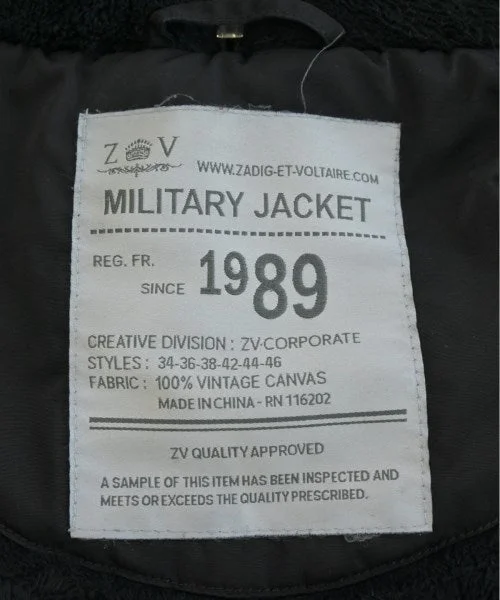 Z V
WWW.ZADIG-ET-VOLTAIRE.COM
MILITARY JACKET
REG. FR.
SINCE 1989
CREATIVE DIVISION : ZV-CORPORATE
STYLES : 34-36-38-42-44-46
FABRIC : 100% VINTAGE CANVAS
MADE IN CHINA - RN 116202
ZV QUALITY APPROVED
A SAMPLE OF THIS ITEM HAS BEEN INSPECTED AND
MEETS OR EXCEEDS THE QUALITY PRESCRIBED.